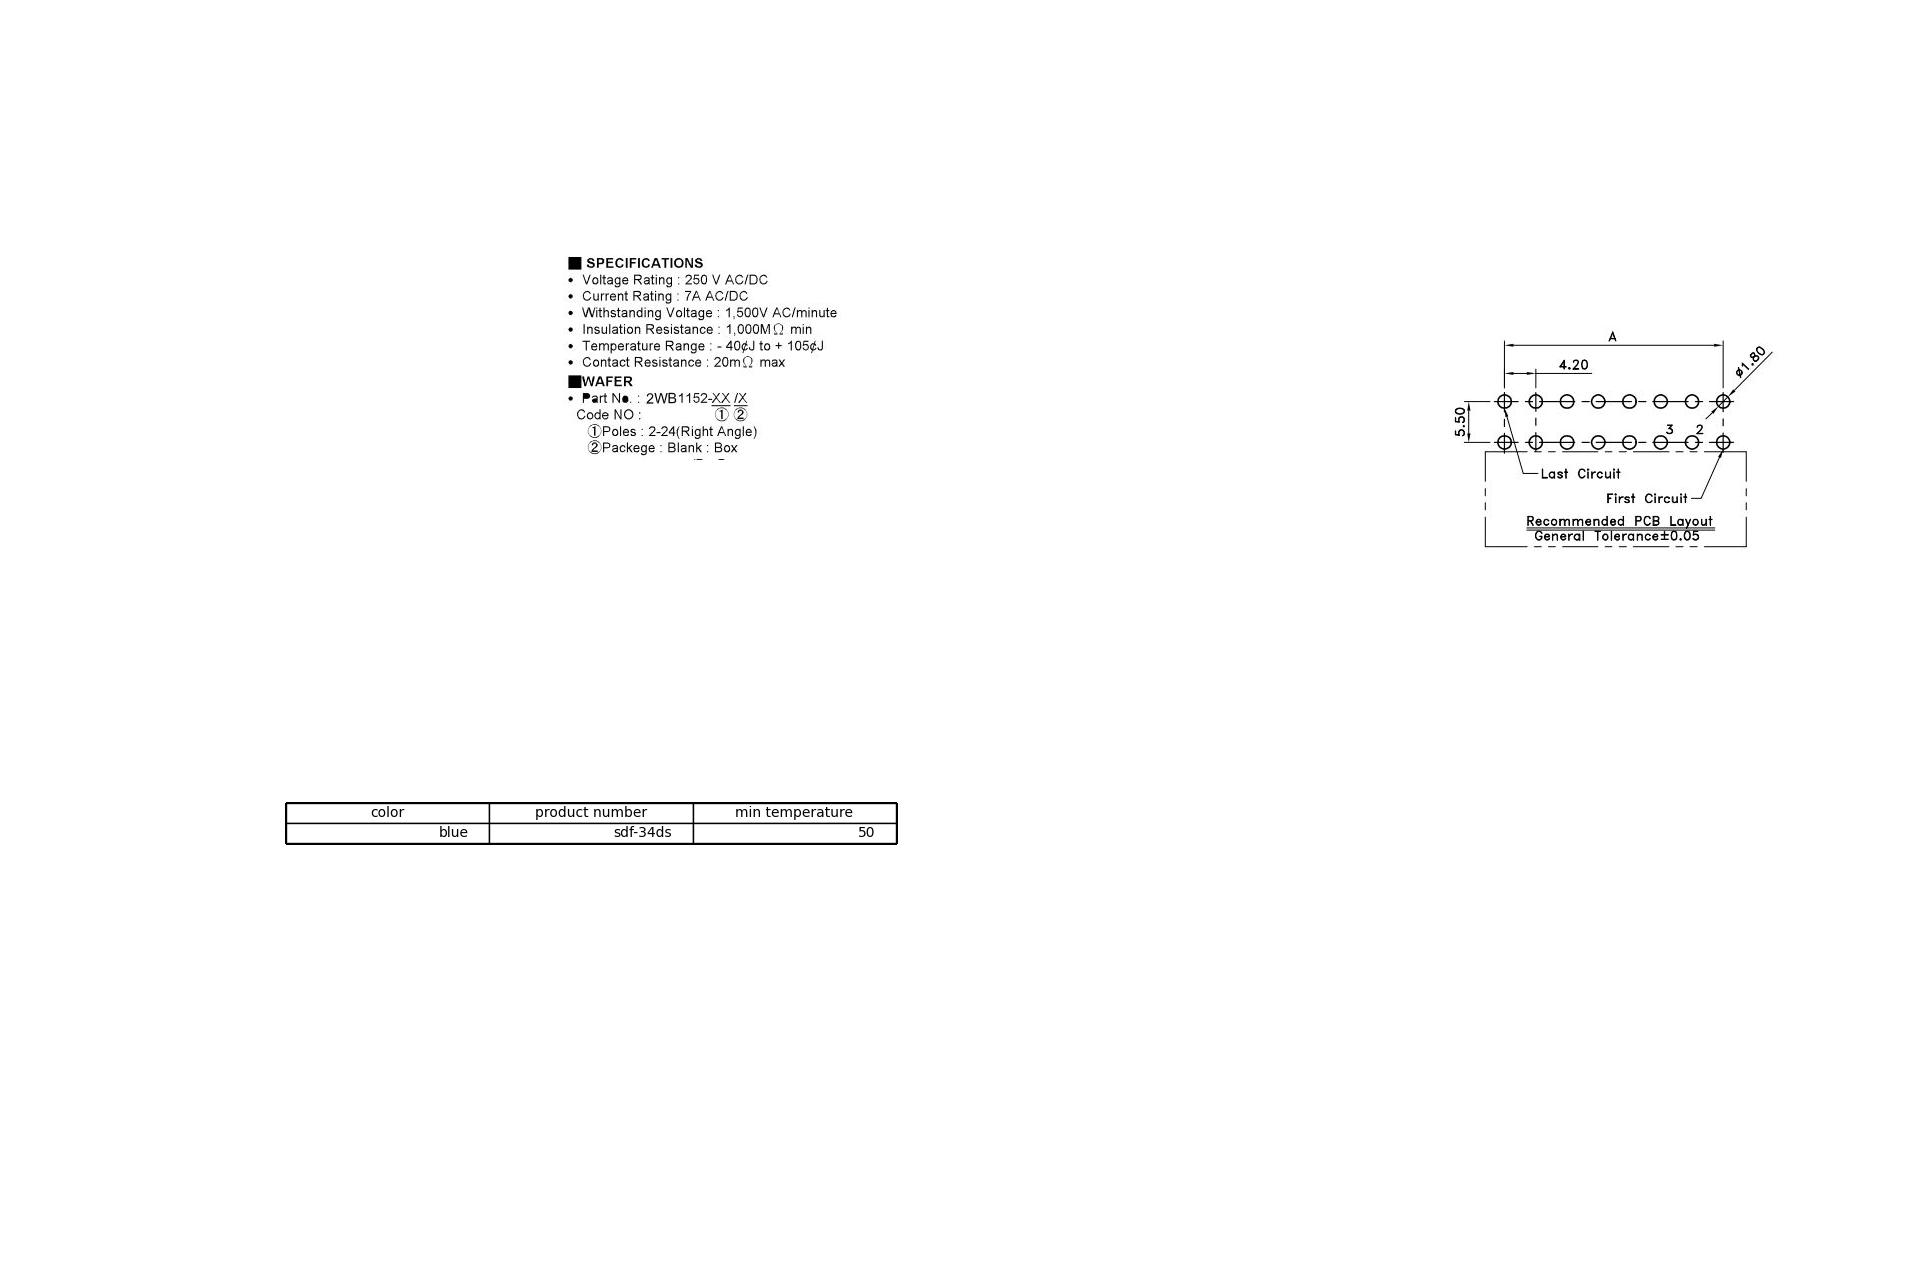 ■ SPECIFICATIONS
• Voltage Rating : 250 V AC/DC
• Current Rating : 7A AC/DC
• Withstanding Voltage : 1,500V AC/minute
• Insulation Resistance : 1,000MΩ min
• Temperature Range : - 40¢J to + 105¢J
• Contact Resistance : 20mΩ max
■WAFER
• Part No. : 2WB1152-XX /X
Code NO : ① ②
①Poles : 2-24(Right Angle)
②Packege : Blank : Box
A
4.20
ø1.80
5.50
3 2
Last Circuit
First Circuit
Recommended PCB Layout
General Tolerance±0.05
color product number min temperature
blue sdf-34ds 50